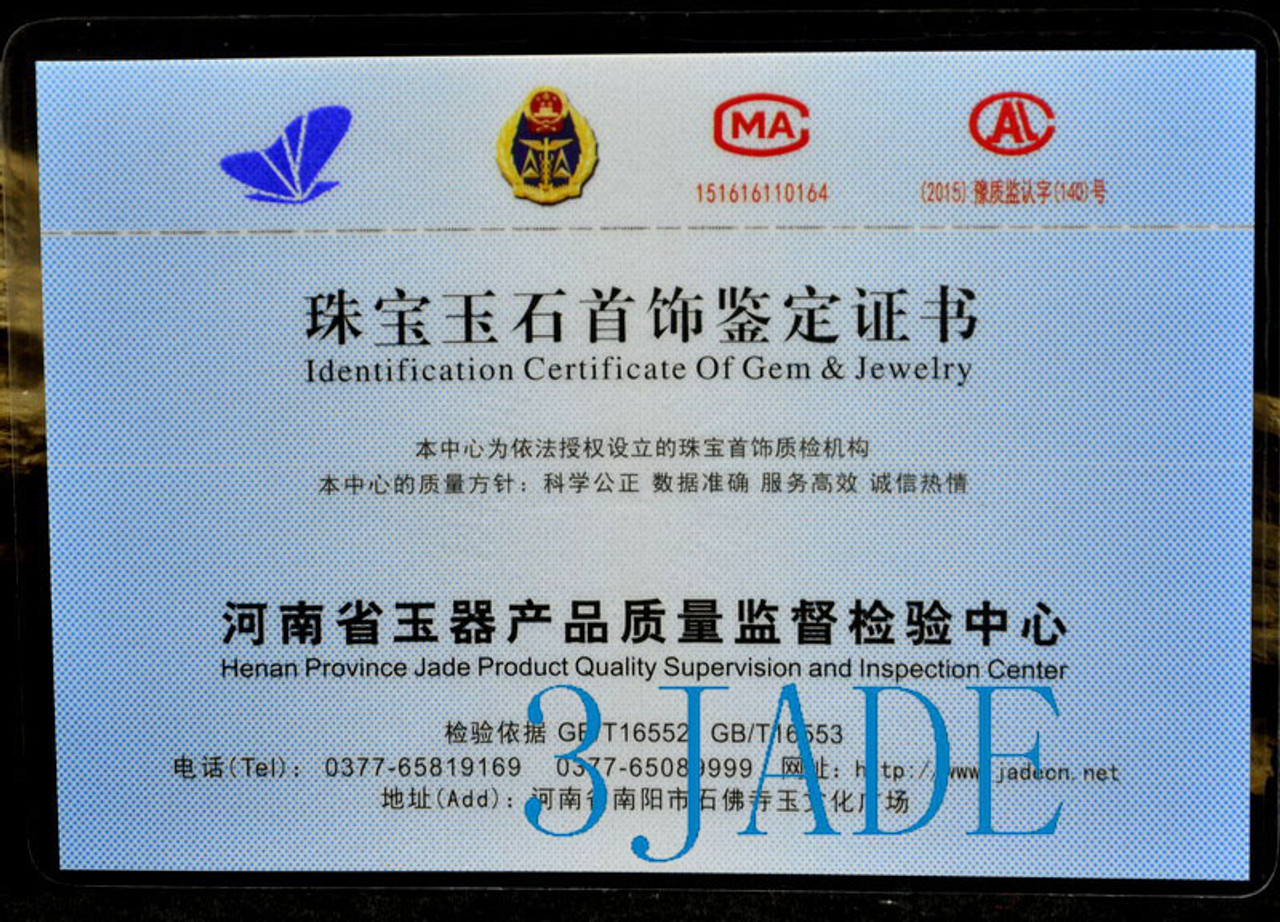 MA
AL
151616110164
(2015) 豫质监认字(140)号
珠宝玉石首饰鉴定证书
Identification Certificate Of Gem & Jewelry
本中心为依法授权设立的珠宝首饰质检机构
本中心的质量方针：科学公正 数据准确 服务高效 诚信热情
河南省玉器产品质量监督检验中心
Henan Province Jade Product Quality Supervision and Inspection Center
检验依据 GB/T16552 GB/T16553
电话(Tel)： 0377-65819169 0377-65089999 网址：http://www.jadecn.net
地址(Add)：河南省南阳市石佛寺玉文化广场
3 JADE